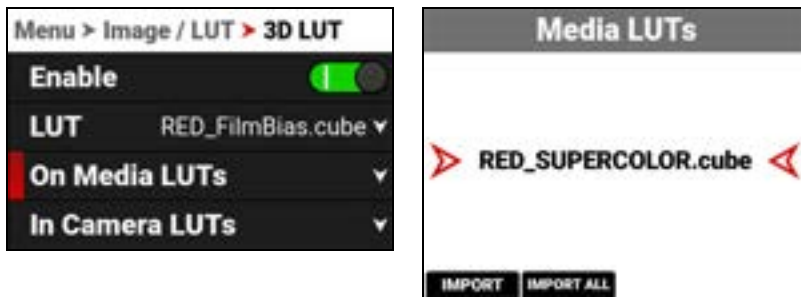 Menu > Image / LUT > 3D LUT
Enable
LUT RED_FilmBias.cube
On Media LUTs
In Camera LUTs
Media LUTs
RED_SUPERCOLOR.cube
IMPORT IMPORT ALL